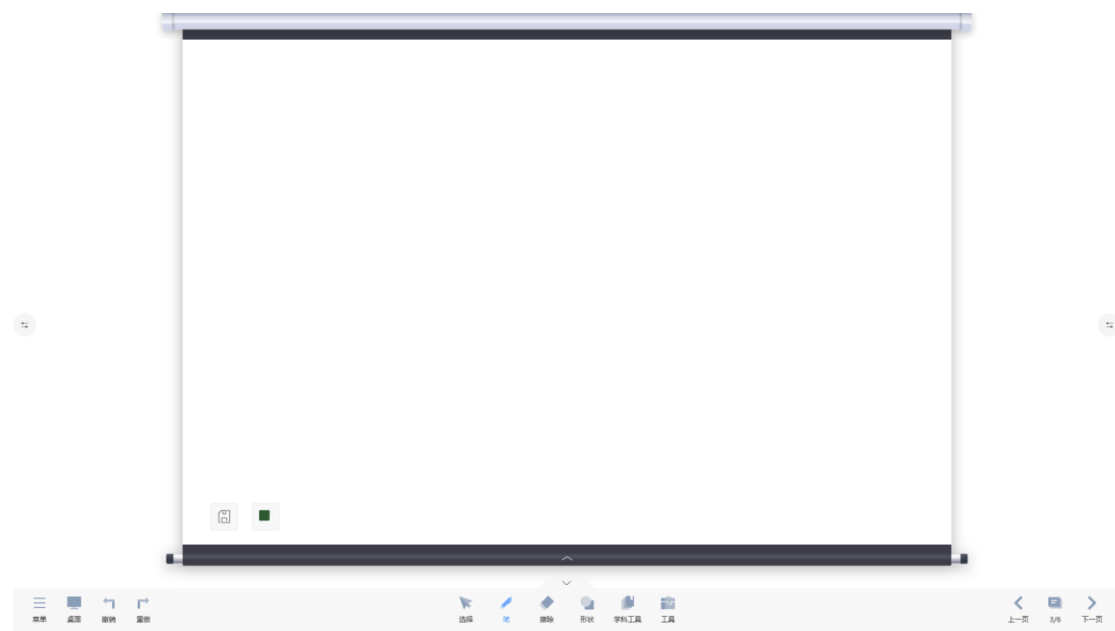 菜单 桌面 撤销 重做 选择 笔 擦除 形状 学科工具 工具 上一页 3/6 下一页